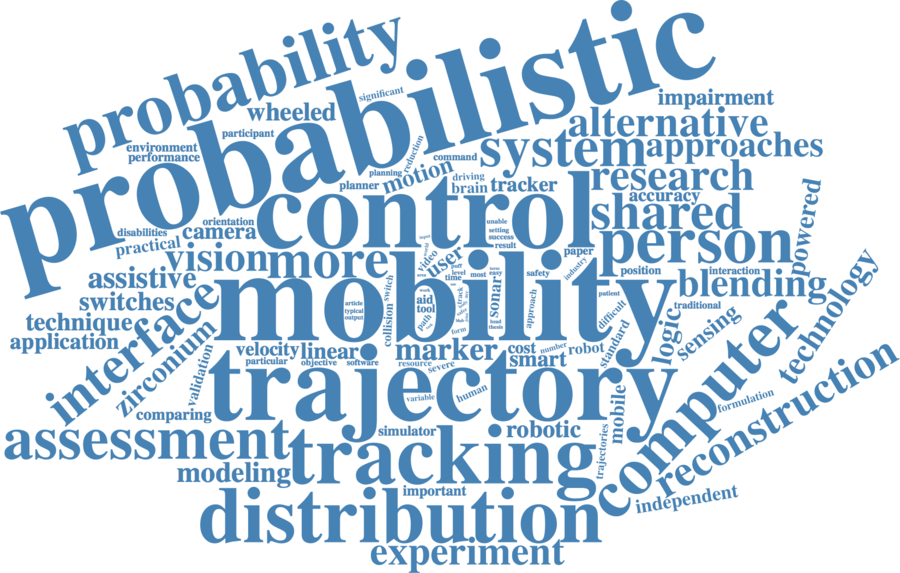 probability
probabilistic
significant
wheeled
participant
environment
performance
reduction
command
planning
planner
motion
driving
brain
tracker
impairment
alternative
system
approaches
research
accuracy
shared
person
powered
control
orientation
disabilities
camera
practical
vision
more
unable
setting
success
result
paper
industry
position
interaction
blending
traditional
input
video
user
level
time
most
easy
safety
assistive
switches
technique
application
interface
zirconium
validation
mobility
switch
collision
article
typical
output
aid
tool
path
track
sonar
form
head
thesis
approach
patient
difficult
standard
logic
sensing
technology
velocity
linear
particular
objective
software
marker
resource
severe
cost
smart
number
robot
trajectory
variable
human
computer
mobile
formulation
reconstruction
comparing
simulator
robotic
trajectories
assessment
tracking
modeling
important
independent
distribution
experiment